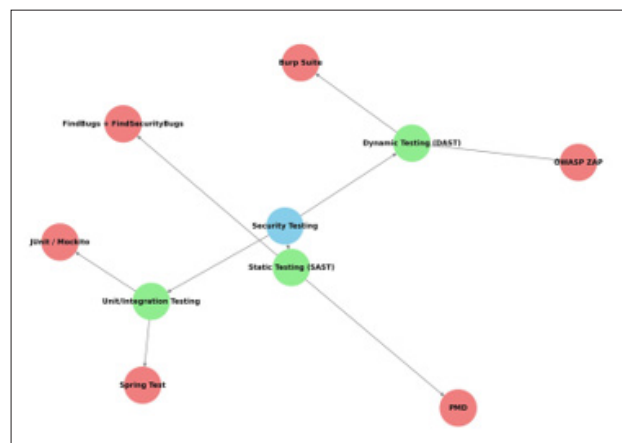 Burp Suite
FindBugs + FindSecurityBugs
Dynamic Testing (DAST)
OWASP ZAP
Security Testing
JUnit / Mockito
Static Testing (SAST)
Unit/Integration Testing
Spring Test
PMD